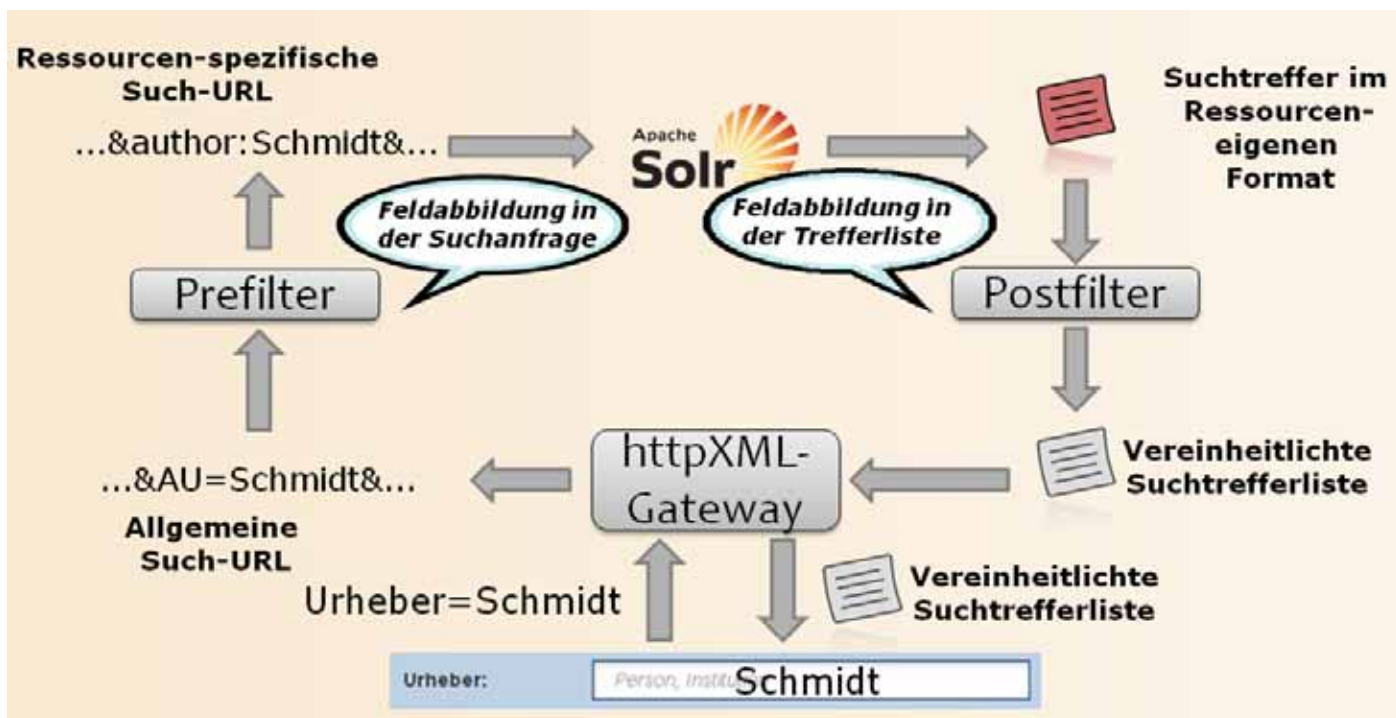 Ressourcen-spezifische
Such-URL
...&author:Schmidt&...
Apache
Solr
Suchtreffer im
Ressourcen-
eigenen
Format
Feldabbildung in
der Suchanfrage
Feldabbildung in
der Trefferliste
Prefilter
Postfilter
httpXML-
Gateway
...&AU=Schmidt&...
Allgemeine
Such-URL
Vereinheitlichte
Suchtrefferliste
Urheber=Schmidt
Vereinheitlichte
Suchtrefferliste
Urheber:
Person, Schmidt